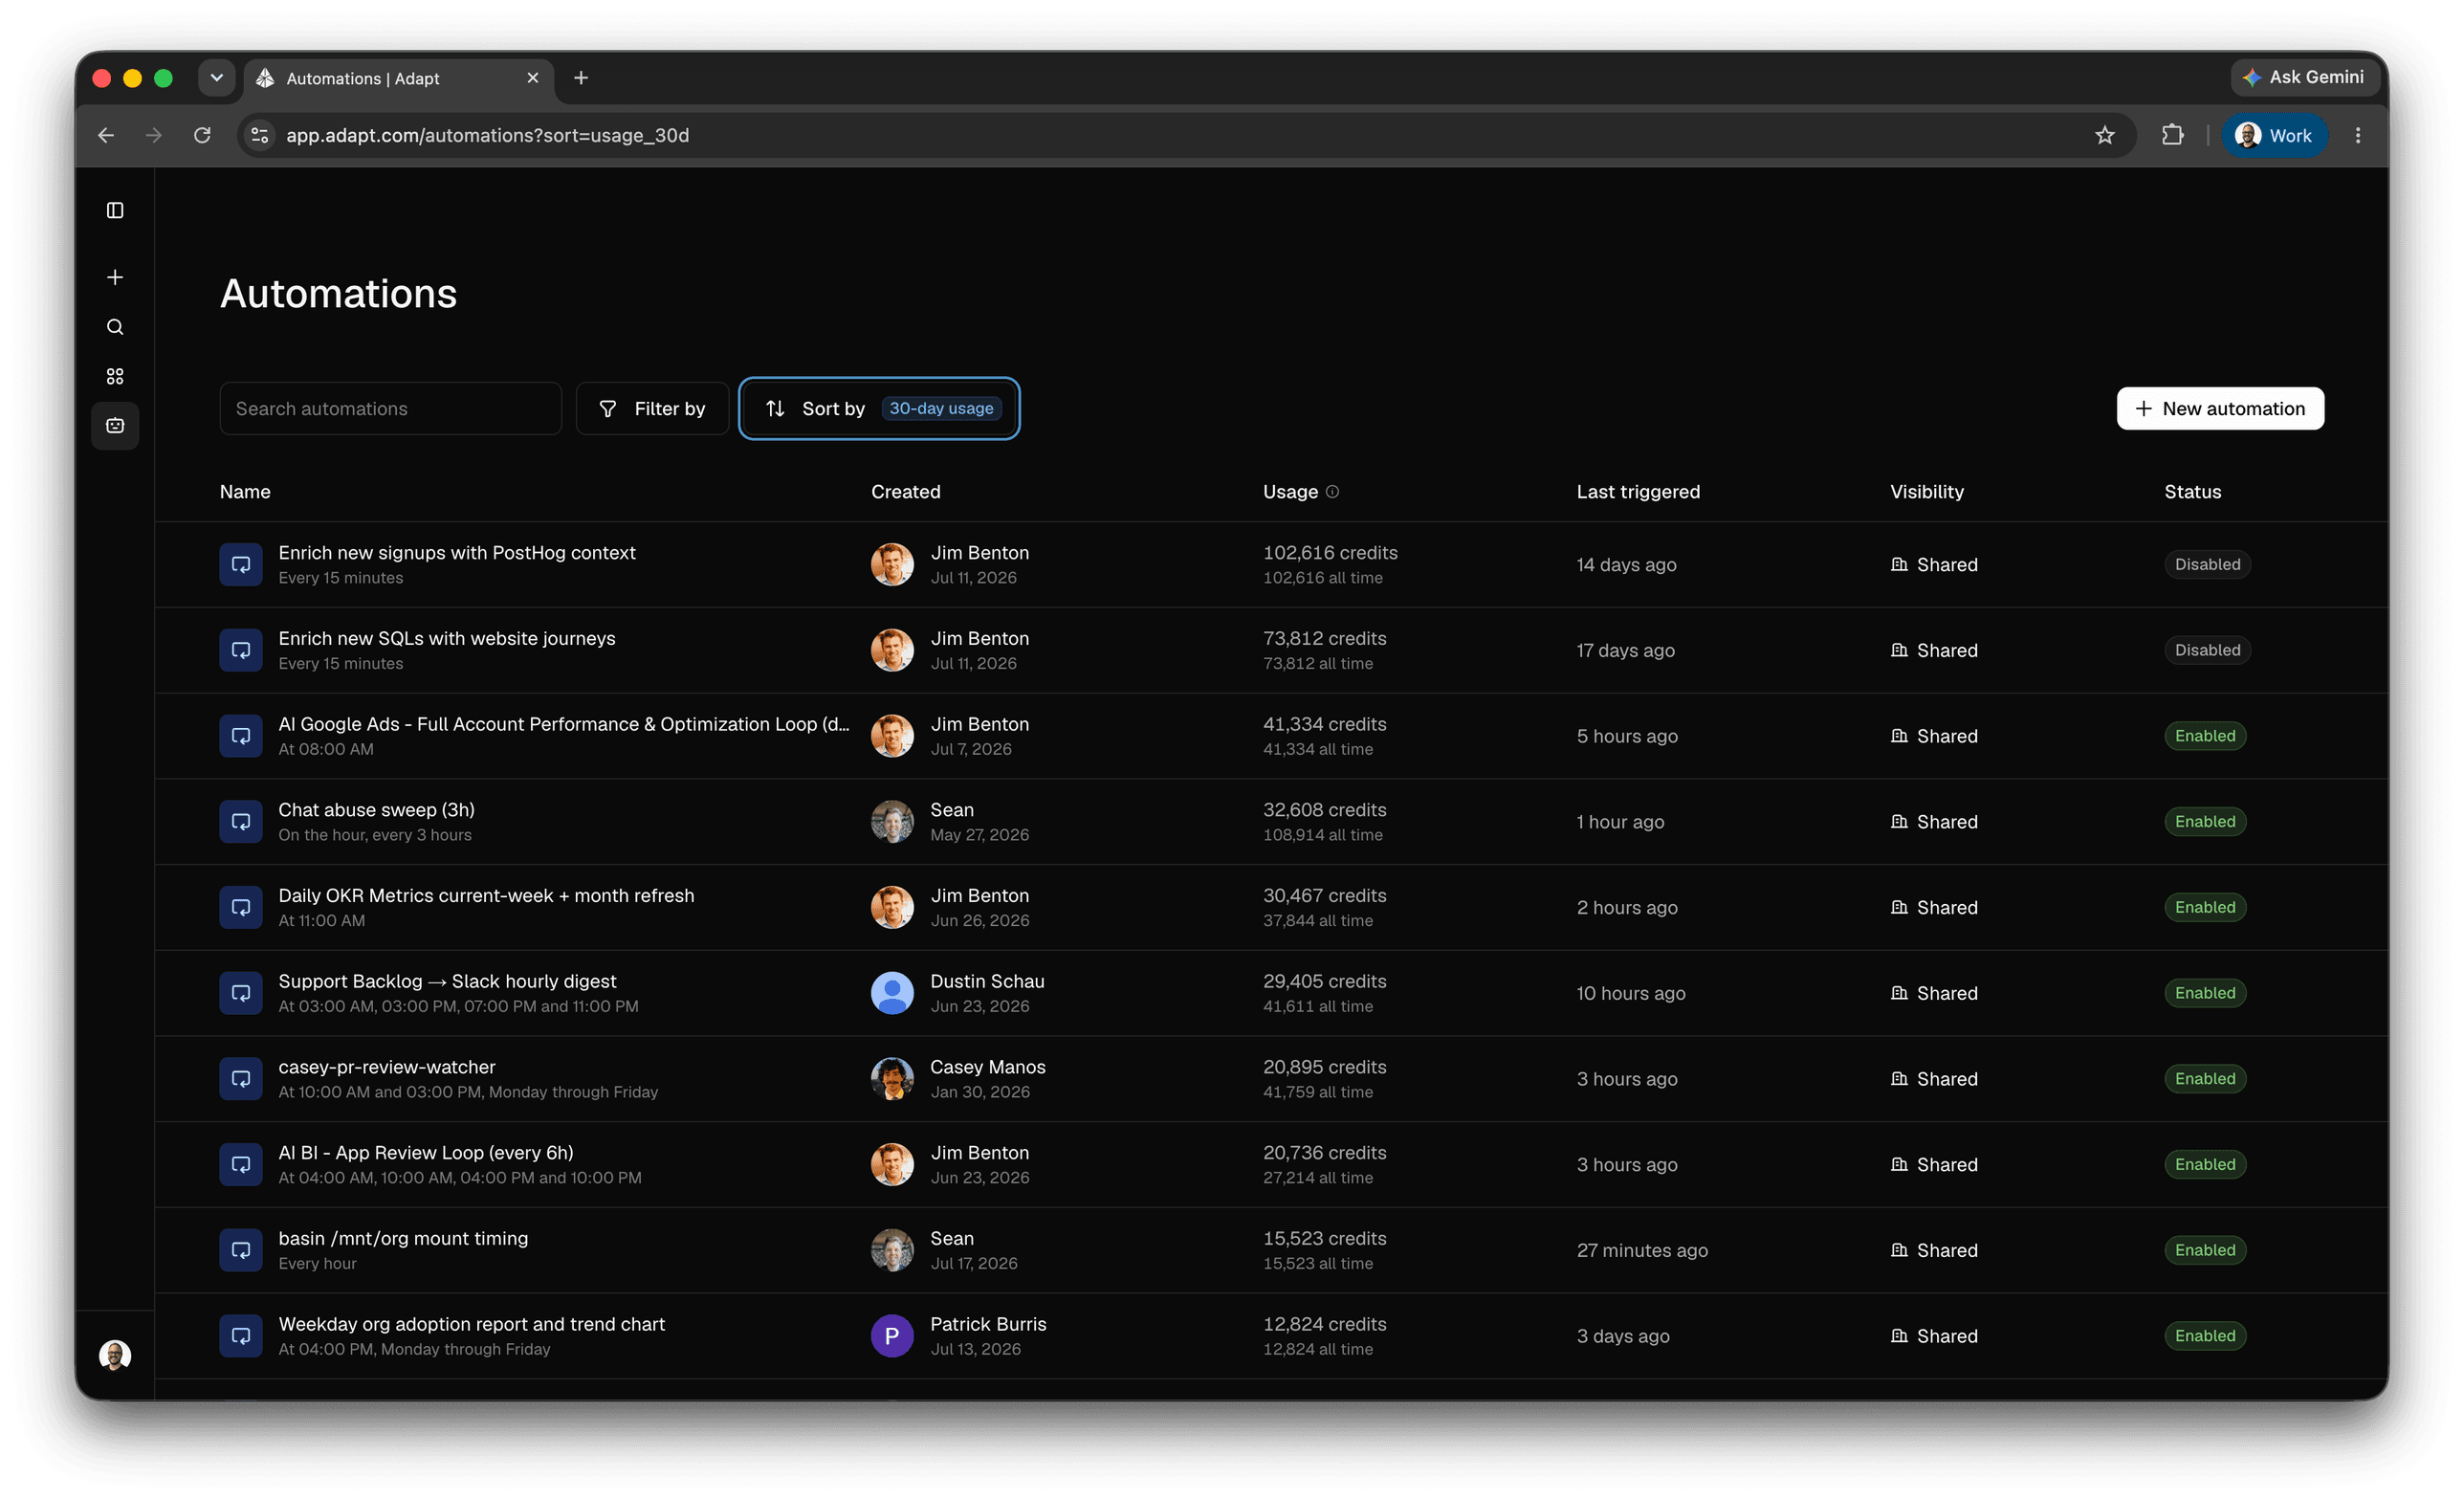 Automations | Adapt
Ask Gemini
app.adapt.com/automations?sort=usage_30d
Work
Automations
Search automations
Filter by
Sort by 30-day usage
+ New automation
Name Created Usage Last triggered Visibility Status
Enrich new signups with PostHog context
Every 15 minutes
Jim Benton
Jul 11, 2026
102,616 credits
102,616 all time
14 days ago
Shared
Disabled
Enrich new SQLs with website journeys
Every 15 minutes
Jim Benton
Jul 11, 2026
73,812 credits
73,812 all time
17 days ago
Shared
Disabled
AI Google Ads - Full Account Performance & Optimization Loop (d...
At 08:00 AM
Jim Benton
Jul 7, 2026
41,334 credits
41,334 all time
5 hours ago
Shared
Enabled
Chat abuse sweep (3h)
On the hour, every 3 hours
Sean
May 27, 2026
32,608 credits
108,914 all time
1 hour ago
Shared
Enabled
Daily OKR Metrics current-week + month refresh
At 11:00 AM
Jim Benton
Jun 26, 2026
30,467 credits
37,844 all time
2 hours ago
Shared
Enabled
Support Backlog → Slack hourly digest
At 03:00 AM, 03:00 PM, 07:00 PM and 11:00 PM
Dustin Schau
Jun 23, 2026
29,405 credits
41,611 all time
10 hours ago
Shared
Enabled
casey-pr-review-watcher
At 10:00 AM and 03:00 PM, Monday through Friday
Casey Manos
Jan 30, 2026
20,895 credits
41,759 all time
3 hours ago
Shared
Enabled
AI BI - App Review Loop (every 6h)
At 04:00 AM, 10:00 AM, 04:00 PM and 10:00 PM
Jim Benton
Jun 23, 2026
20,736 credits
27,214 all time
3 hours ago
Shared
Enabled
basin /mnt/org mount timing
Every hour
Sean
Jul 17, 2026
15,523 credits
15,523 all time
27 minutes ago
Shared
Enabled
Weekday org adoption report and trend chart
At 04:00 PM, Monday through Friday
P
Patrick Burris
Jul 13, 2026
12,824 credits
12,824 all time
3 days ago
Shared
Enabled